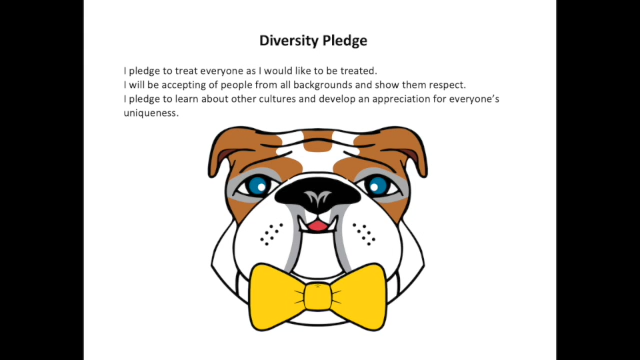 Diversity Pledge
I pledge to treat everyone as I would like to be treated.
I will be accepting of people from all backgrounds and show them respect.
I pledge to learn about other cultures and develop an appreciation for everyone’s
uniqueness.